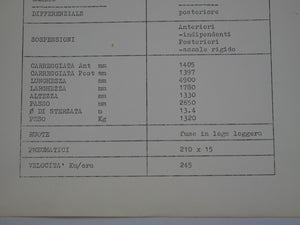 DIFFERENZIALE posteriore
SOSPENSIONI Anteriori
-indipendenti
Posteriori
-assale rigido
CARREGGIATA Ant mm 1405
CARREGGIATA Post mm 1397
LUNGHEZZA mm 4900
LARGHEZZA mm 1780
ALTEZZA mm 1330
PASSO mm 2650
Ø DI STERZATA m 13.4
PESO Kg 1320
RUOTE fuse in lega leggera
PNEUMATICI 210 x 15
VELOCITA' Km/ora 245